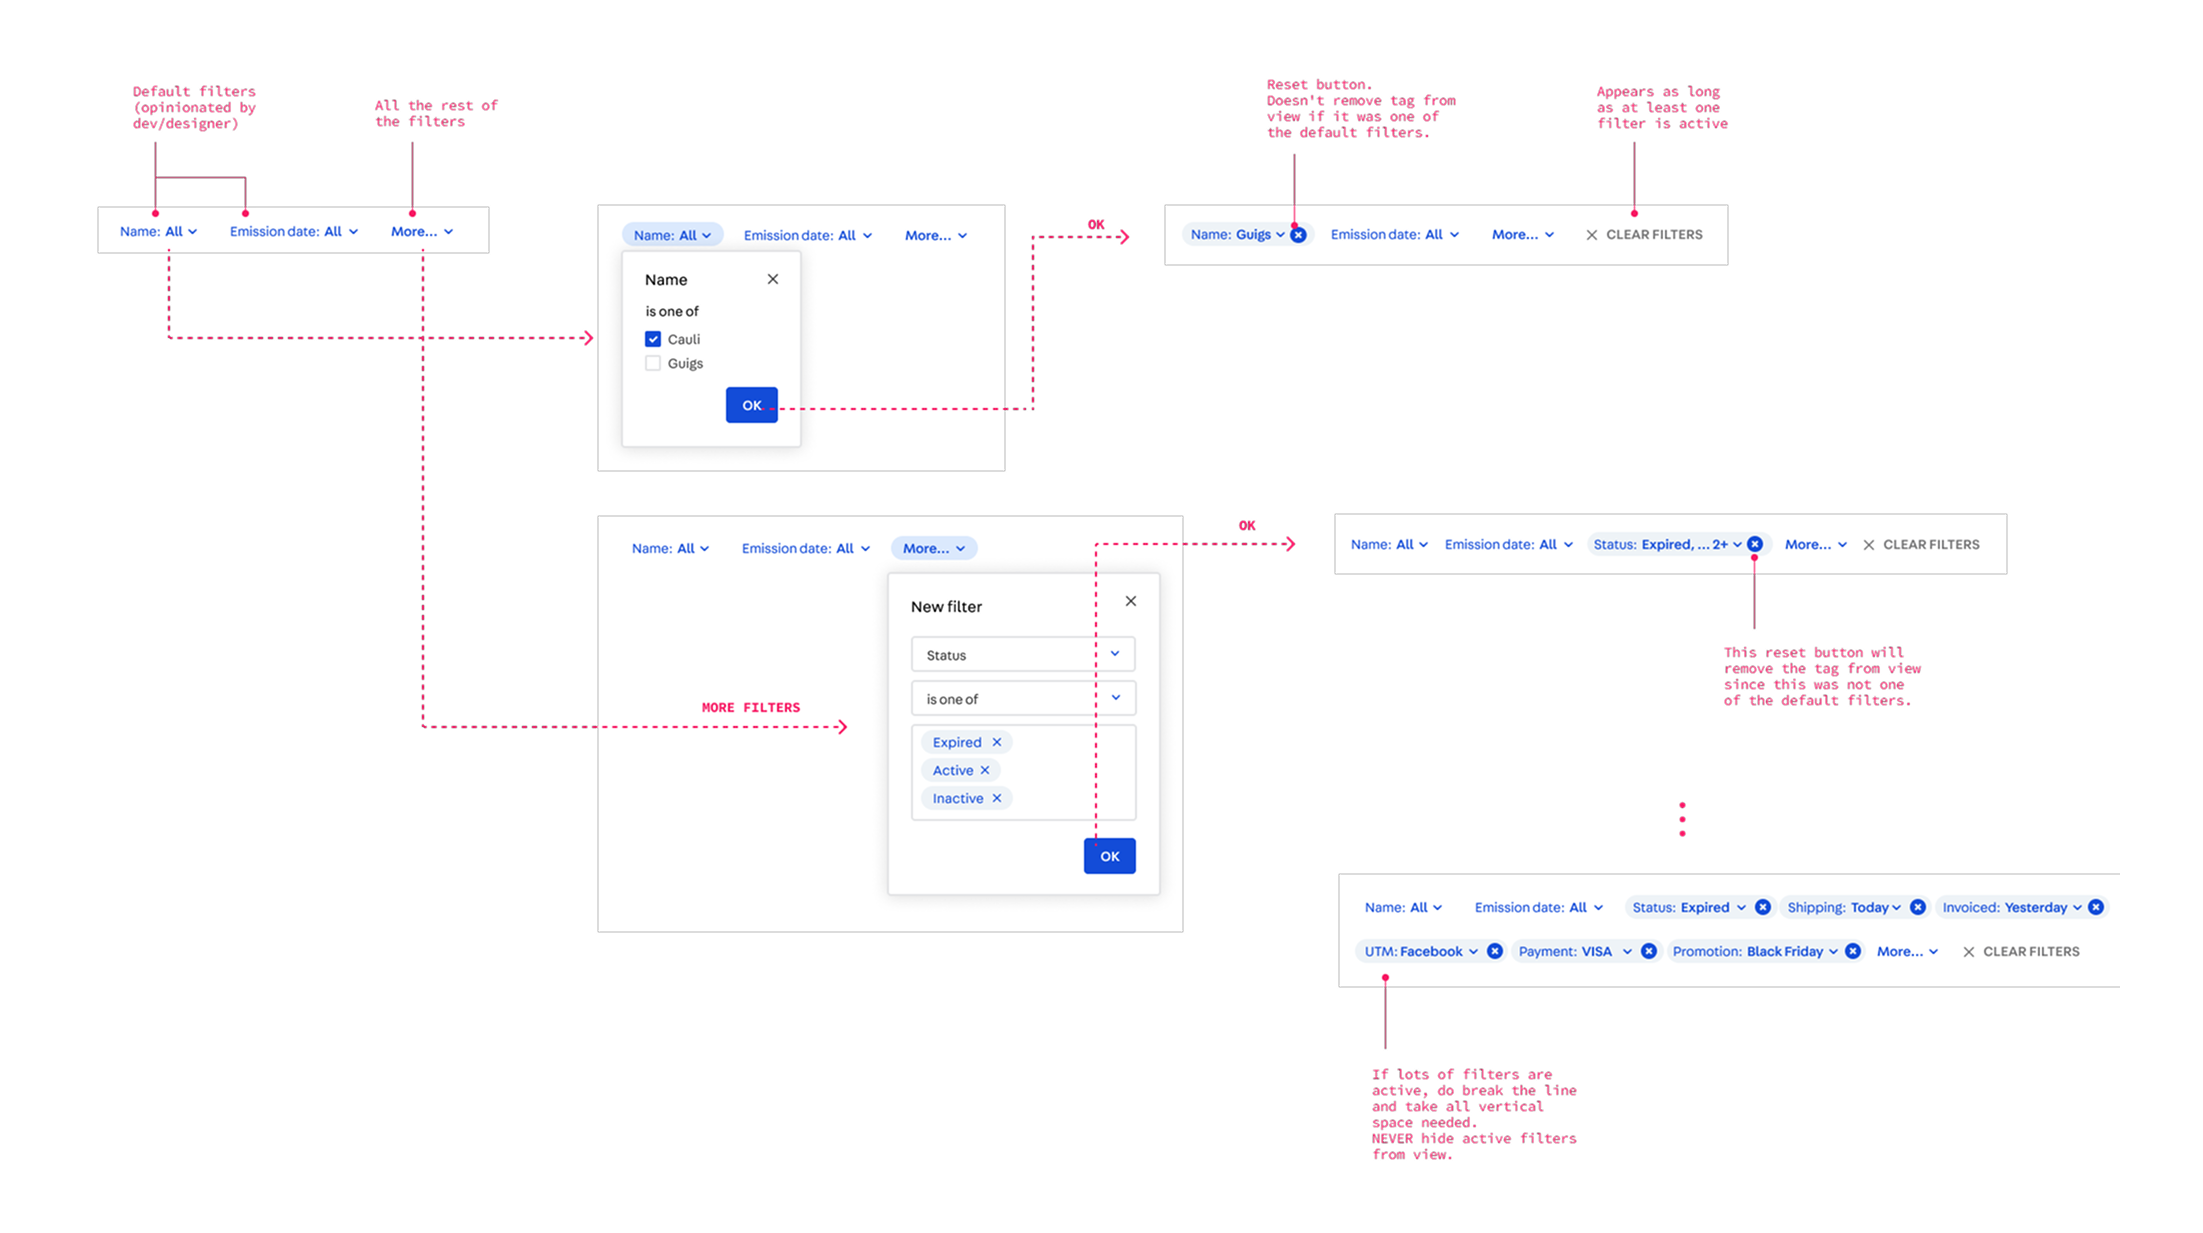 Default filters
(opinionated by
dev/designer)
All the rest of
the filters
Name: All
Emission date: All
More...
Name: All
Emission date: All
More...
Name
is one of
Cauli
Guigs
OK
OK
Reset button.
Doesn't remove tag from
view if it was one of
the default filters.
Appears as long
as at least one
filter is active
Name: Guigs
Emission date: All
More...
CLEAR FILTERS
MORE FILTERS
Name: All
Emission date: All
More...
New filter
Status
is one of
Expired
Active
Inactive
OK
OK
Name: All
Emission date: All
Status: Expired, ... 2+
More...
CLEAR FILTERS
This reset button will
remove the tag from view
since this was not one
of the default filters.
Name: All
Emission date: All
Status: Expired
Shipping: Today
Invoiced: Yesterday
UTM: Facebook
Payment: VISA
Promotion: Black Friday
More...
CLEAR FILTERS
If lots of filters are
active, do break the line
and take all vertical
space needed.
NEVER hide active filters
from view.